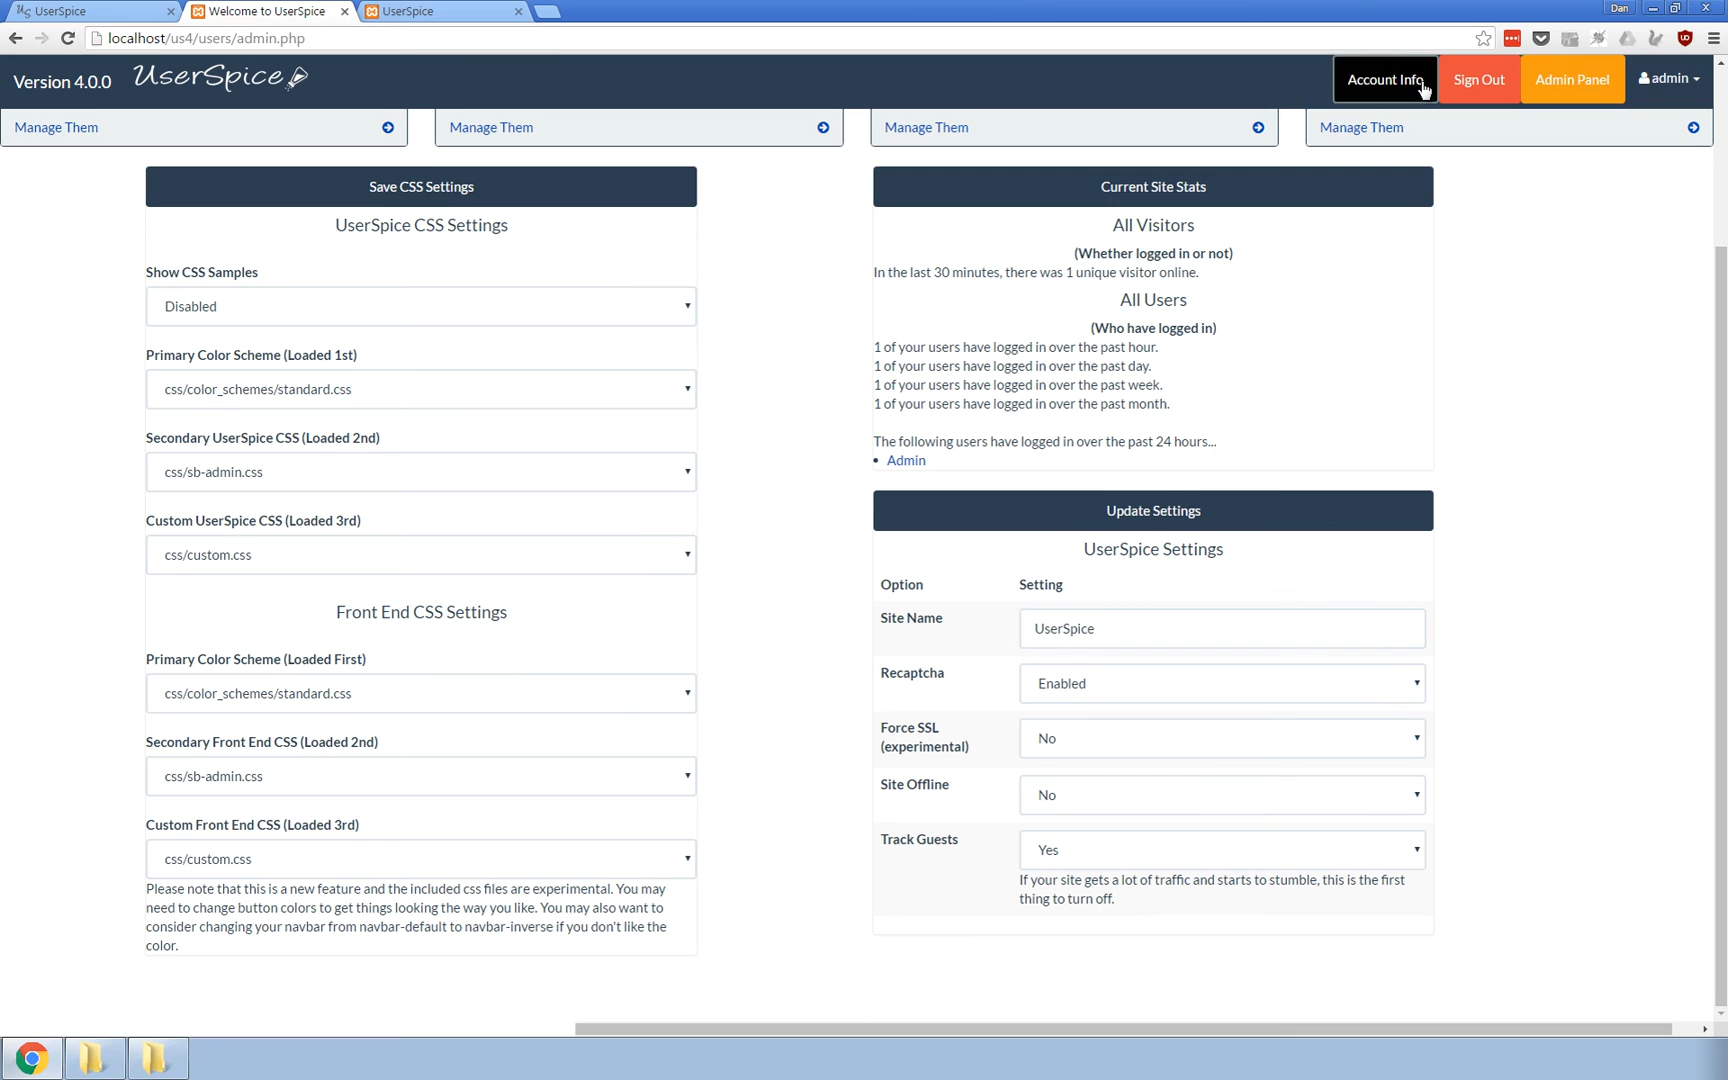 UserSpice
Welcome to UserSpice
UserSpice
Dan
localhost/us4/users/admin.php
Version 4.0.0
UserSpice
Account Info
Sign Out
Admin Panel
admin
Manage Them
Manage Them
Manage Them
Manage Them
Save CSS Settings
UserSpice CSS Settings
Show CSS Samples
Disabled
Primary Color Scheme (Loaded 1st)
css/color_schemes/standard.css
Secondary UserSpice CSS (Loaded 2nd)
css/sb-admin.css
Custom UserSpice CSS (Loaded 3rd)
css/custom.css
Front End CSS Settings
Primary Color Scheme (Loaded First)
css/color_schemes/standard.css
Secondary Front End CSS (Loaded 2nd)
css/sb-admin.css
Custom Front End CSS (Loaded 3rd)
css/custom.css
Please note that this is a new feature and the included css files are experimental. You may
need to change button colors to get things looking the way you like. You may also want to
consider changing your navbar from navbar-default to navbar-inverse if you don't like the
color.
Current Site Stats
All Visitors
(Whether logged in or not)
In the last 30 minutes, there was 1 unique visitor online.
All Users
(Who have logged in)
1 of your users have logged in over the past hour.
1 of your users have logged in over the past day.
1 of your users have logged in over the past week.
1 of your users have logged in over the past month.
The following users have logged in over the past 24 hours...
• Admin
Update Settings
UserSpice Settings
Option Setting
Site Name UserSpice
Recaptcha Enabled
Force SSL
(experimental) No
Site Offline No
Track Guests Yes
If your site gets a lot of traffic and starts to stumble, this is the first
thing to turn off.